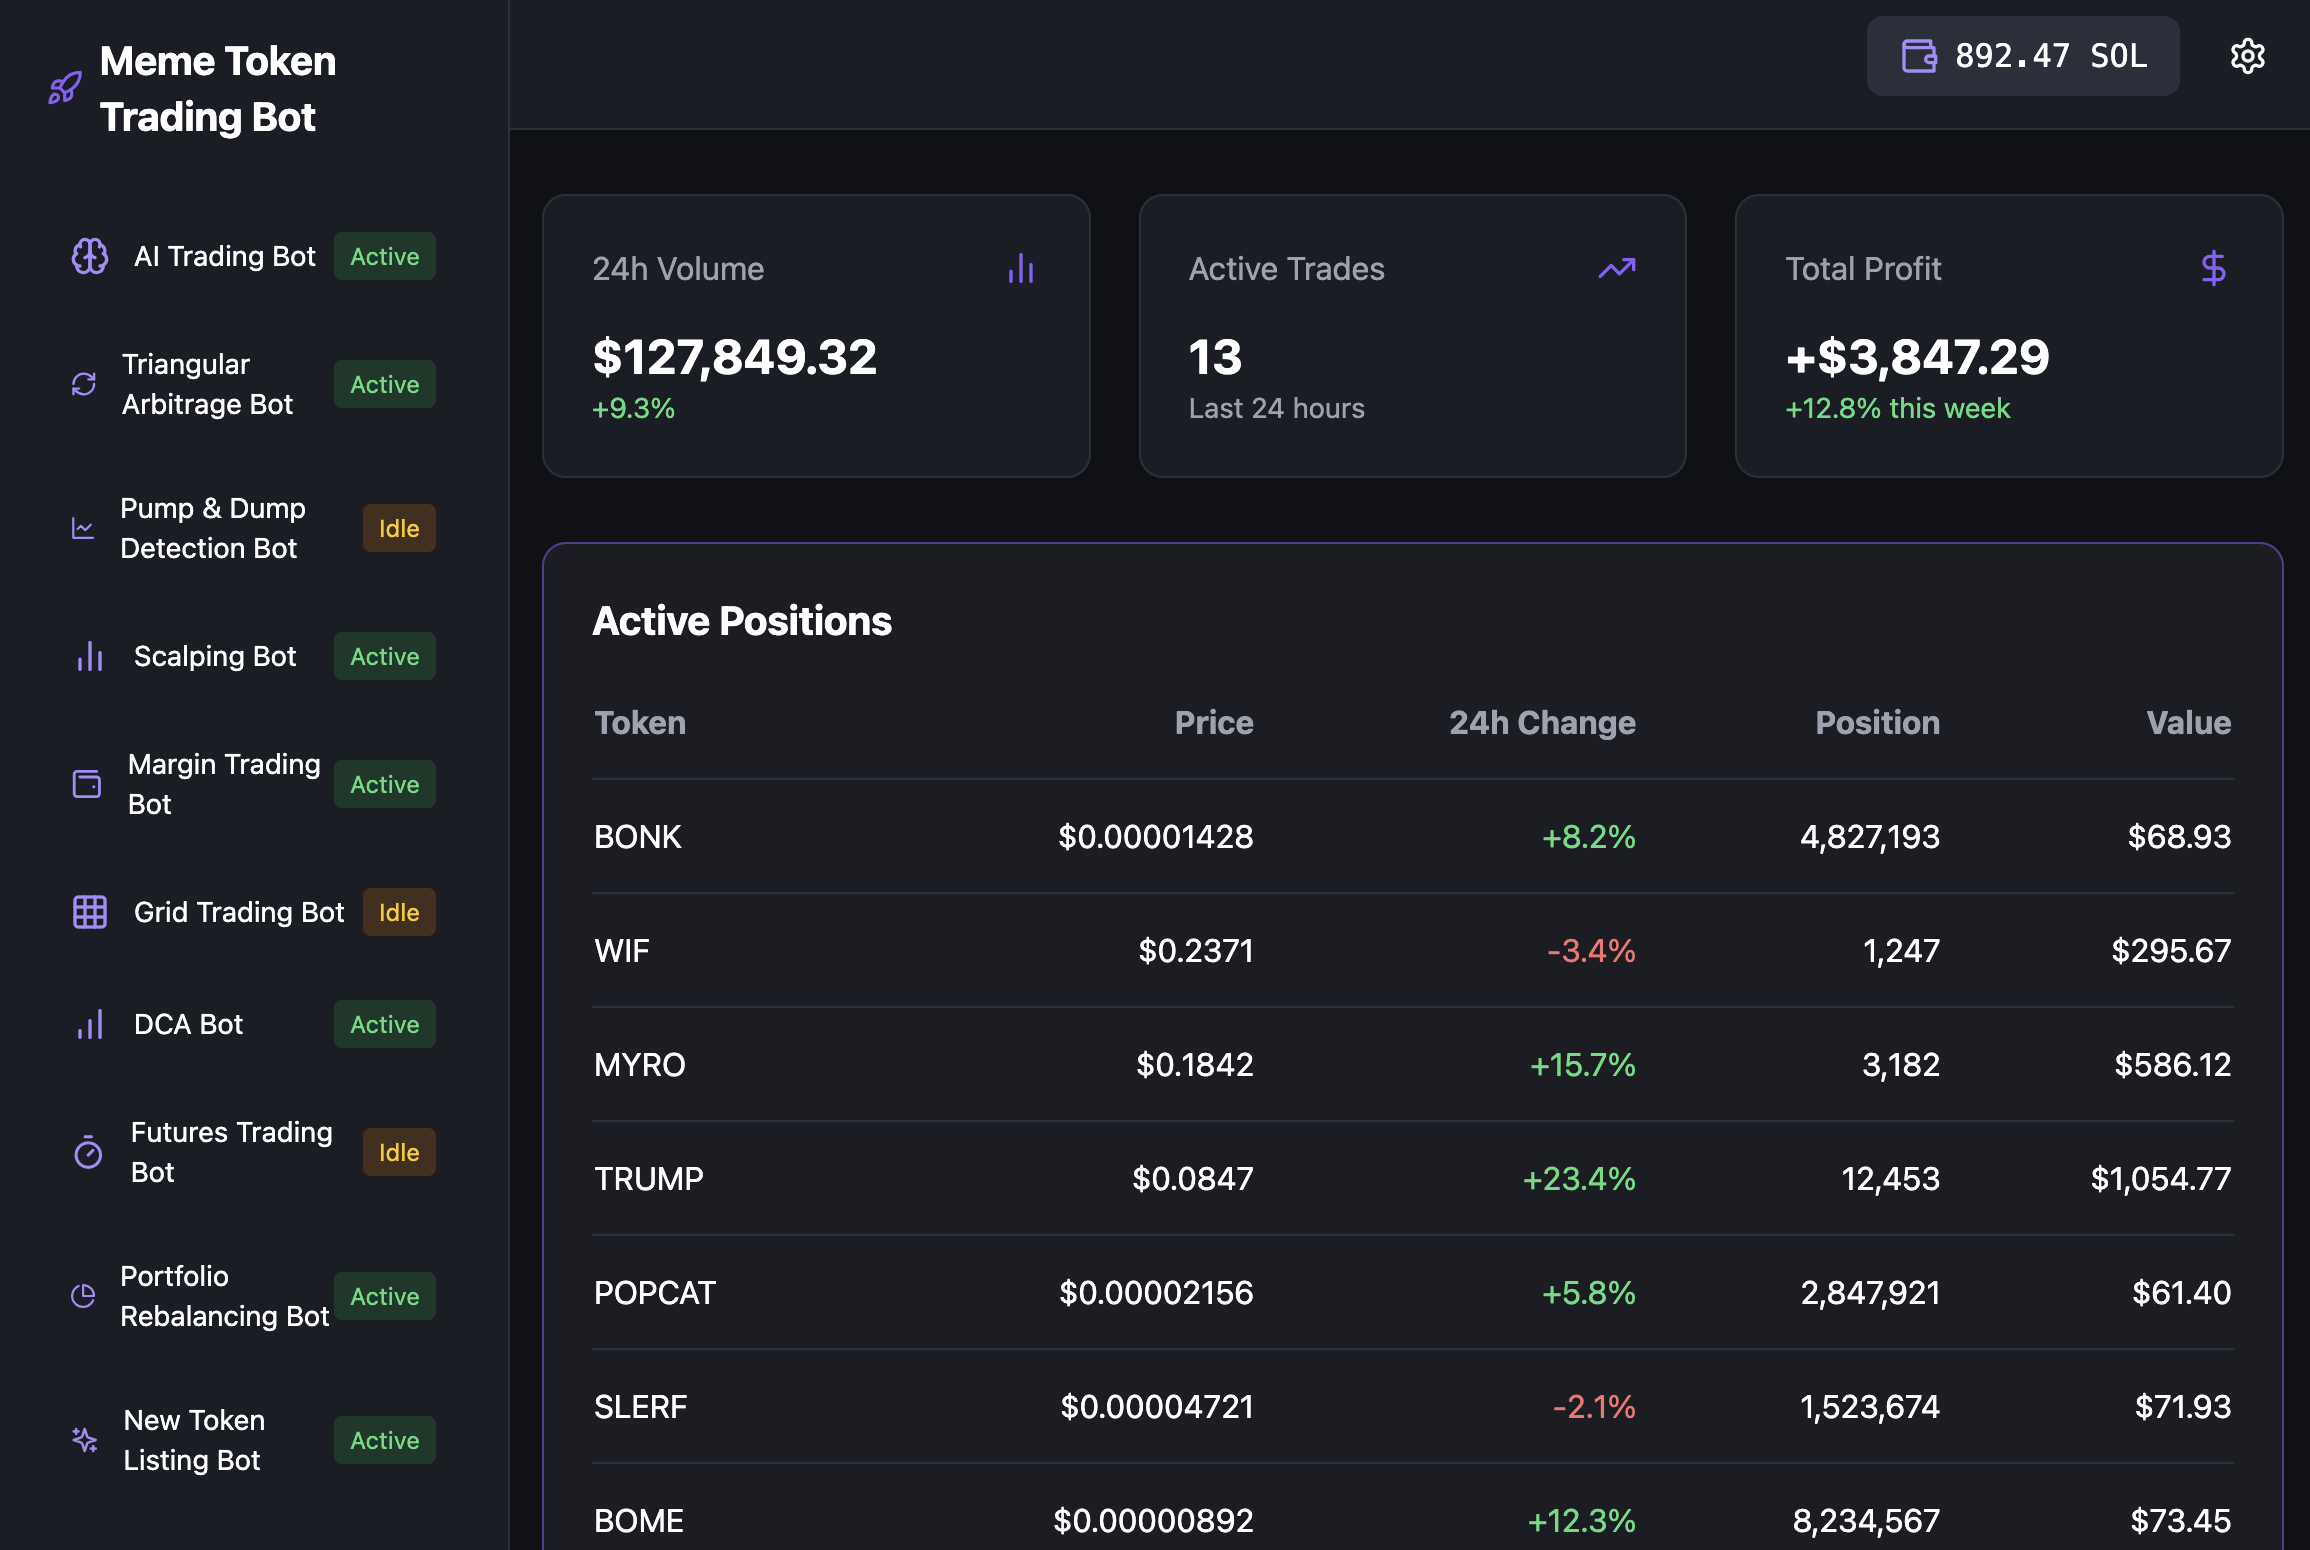 Meme Token
Trading Bot
AI Trading Bot Active
Triangular
Arbitrage Bot Active
Pump & Dump
Detection Bot Idle
Scalping Bot Active
Margin Trading
Bot Active
Grid Trading Bot Idle
DCA Bot Active
Futures Trading
Bot Idle
Portfolio
Rebalancing Bot Active
New Token
Listing Bot Active
892.47 SOL
24h Volume
$127,849.32
+9.3%
Active Trades
13
Last 24 hours
Total Profit
+$3,847.29
+12.8% this week
Active Positions
Token Price 24h Change Position Value
BONK $0.00001428 +8.2% 4,827,193 $68.93
WIF $0.2371 -3.4% 1,247 $295.67
MYRO $0.1842 +15.7% 3,182 $586.12
TRUMP $0.0847 +23.4% 12,453 $1,054.77
POPCAT $0.00002156 +5.8% 2,847,921 $61.40
SLERF $0.00004721 -2.1% 1,523,674 $71.93
BOME $0.00000892 +12.3% 8,234,567 $73.45